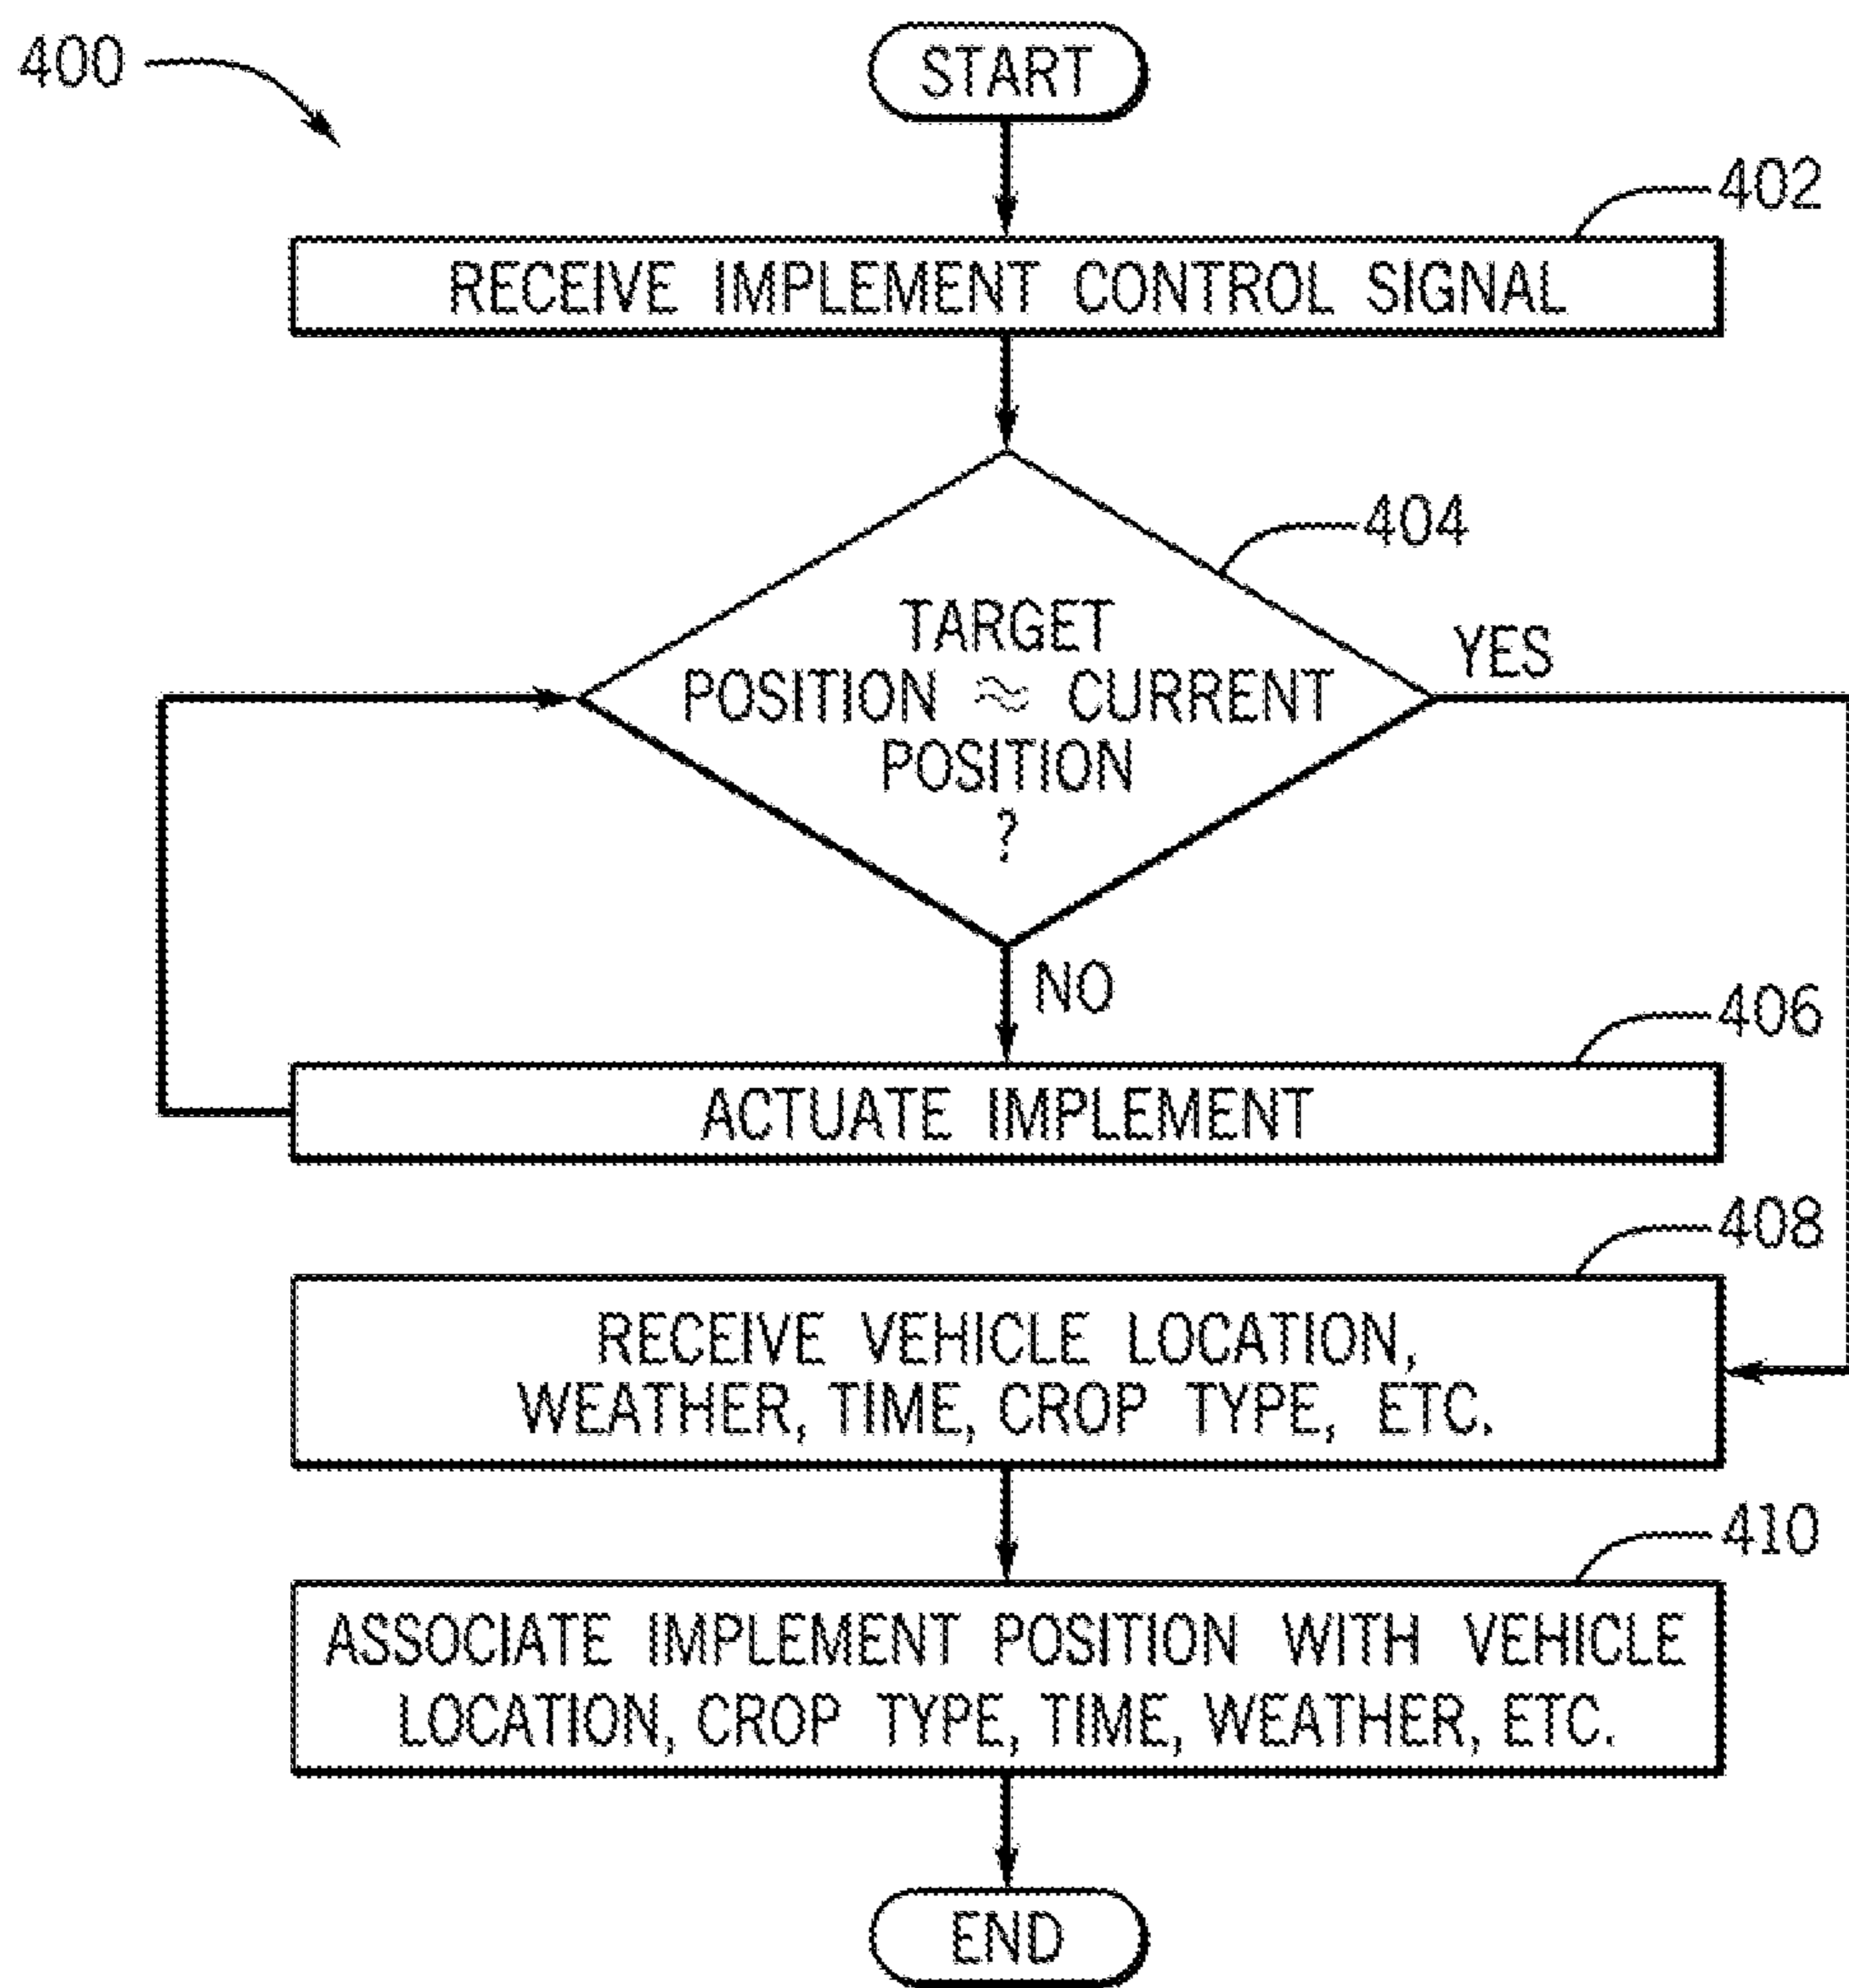 400
START
402
RECEIVE IMPLEMENT CONTROL SIGNAL
404
TARGET
POSITION ≈ CURRENT
POSITION
?
YES
NO
406
ACTUATE IMPLEMENT
408
RECEIVE VEHICLE LOCATION,
WEATHER, TIME, CROP TYPE, ETC.
410
ASSOCIATE IMPLEMENT POSITION WITH VEHICLE
LOCATION, CROP TYPE, TIME, WEATHER, ETC.
END